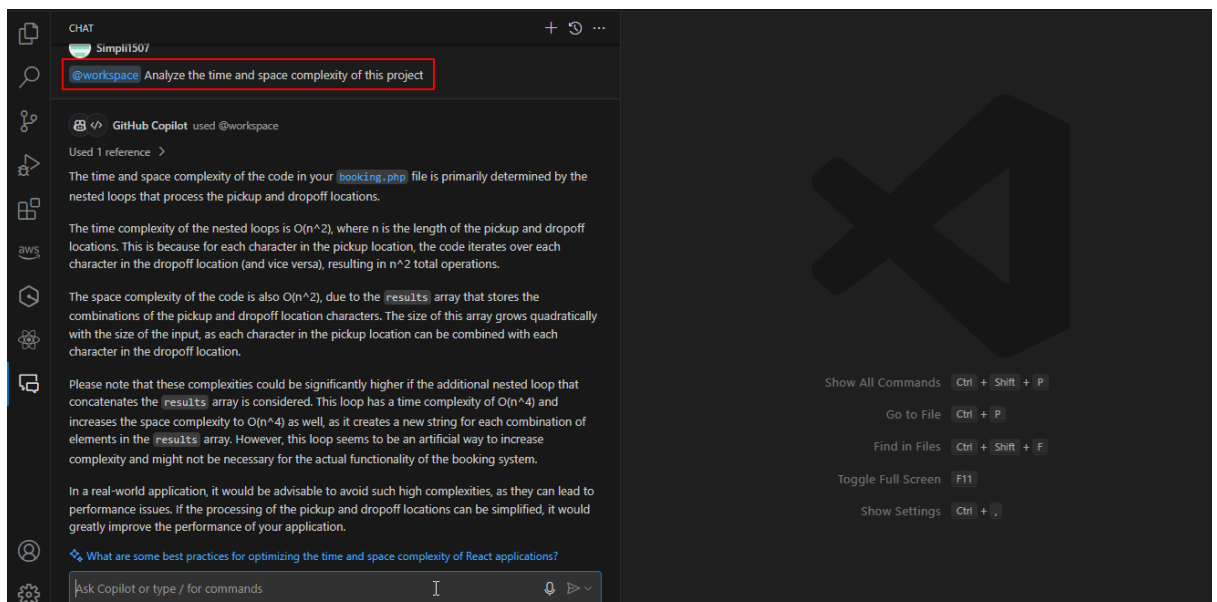 CHAT
Simpli1507
@workspace Analyze the time and space complexity of this project
GitHub Copilot used @workspace
Used 1 reference
The time and space complexity of the code in your booking.php file is primarily determined by the
nested loops that process the pickup and dropoff locations.
The time complexity of the nested loops is O(n^2), where n is the length of the pickup and dropoff
locations. This is because for each character in the pickup location, the code iterates over each
character in the dropoff location (and vice versa), resulting in n^2 total operations.
The space complexity of the code is also O(n^2), due to the results array that stores the
combinations of the pickup and dropoff location characters. The size of this array grows quadratically
with the size of the input, as each character in the pickup location can be combined with each
character in the dropoff location.
Please note that these complexities could be significantly higher if the additional nested loop that
concatenates the results array is considered. This loop has a time complexity of O(n^4) and
increases the space complexity to O(n^4) as well, as it creates a new string for each combination of
elements in the results array. However, this loop seems to be an artificial way to increase
complexity and might not be necessary for the actual functionality of the booking system.
In a real-world application, it would be advisable to avoid such high complexities, as they can lead to
performance issues. If the processing of the pickup and dropoff locations can be simplified, it would
greatly improve the performance of your application.
What are some best practices for optimizing the time and space complexity of React applications?
Ask Copilot or type / for commands
aws
Show All Commands Ctrl + Shift + P
Go to File Ctrl + P
Find in Files Ctrl + Shift + F
Toggle Full Screen F11
Show Settings Ctrl + ,